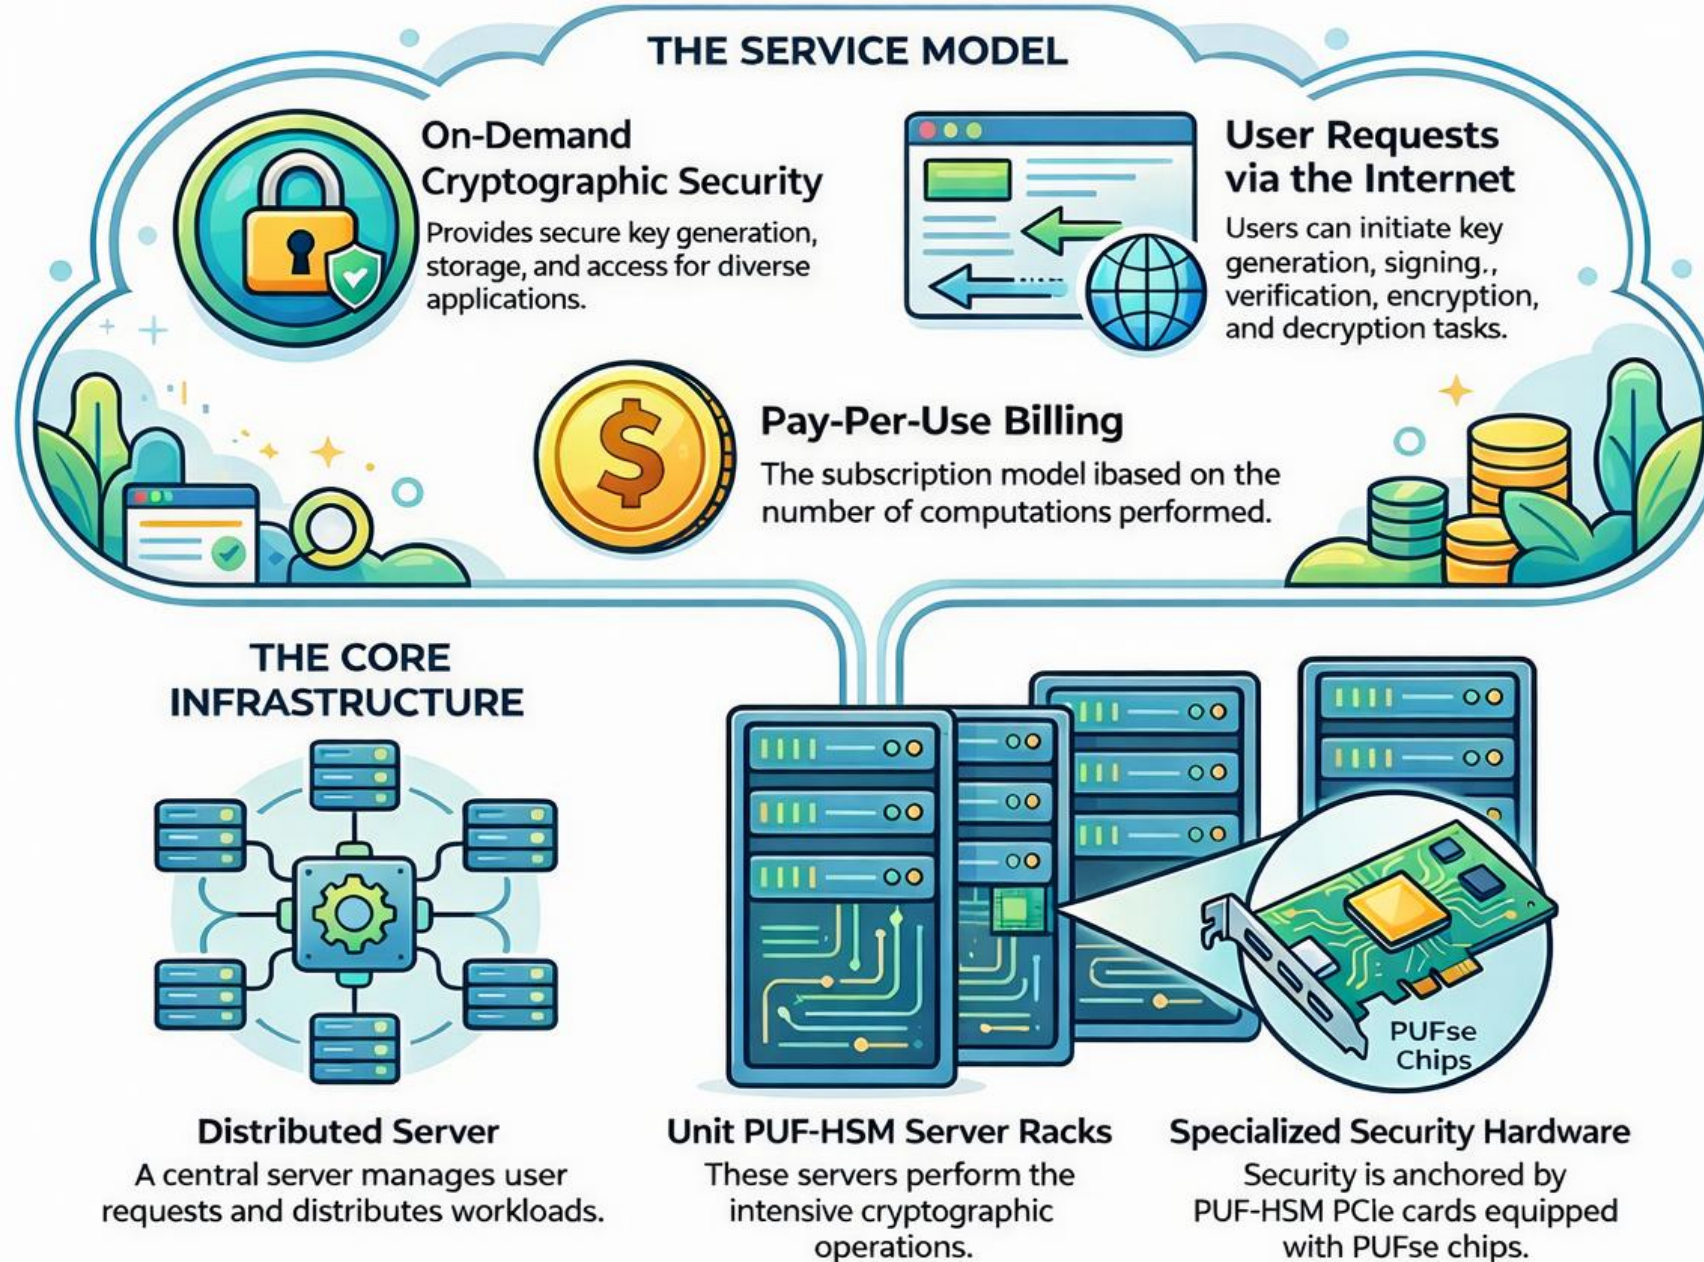 THE SERVICE MODEL
On-Demand
Cryptographic Security
Provides secure key generation,
storage, and access for diverse
applications.
User Requests
via the Internet
Users can initiate key
generation, signing.,
verification, encryption,
and decryption tasks.
Pay-Per-Use Billing
The subscription model ibased on the
number of computations performed.
THE CORE
INFRASTRUCTURE
PUFse
Chips
Distributed Server
A central server manages user
requests and distributes workloads.
Unit PUF-HSM Server Racks
These servers perform the
intensive cryptographic
operations.
Specialized Security Hardware
Security is anchored by
PUF-HSM PCIe cards equipped
with PUFse chips.